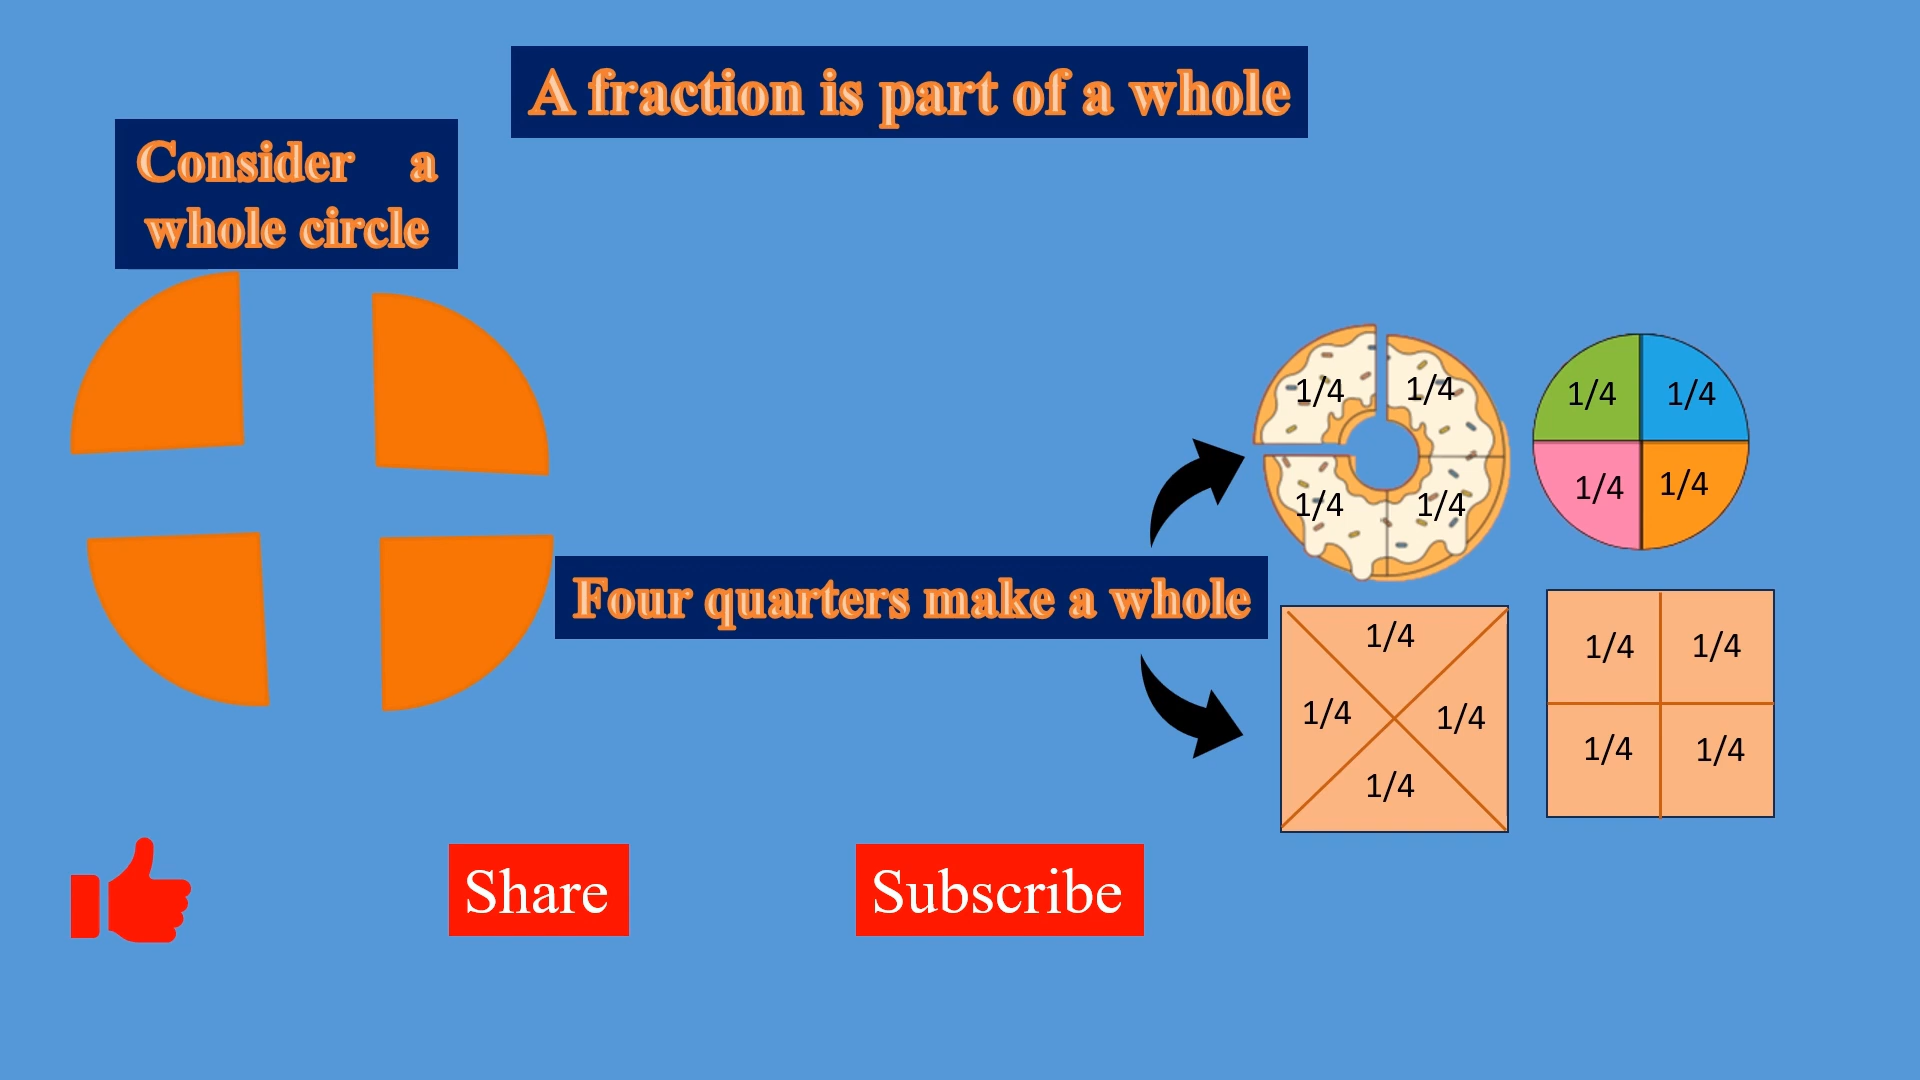 A fraction is part of a whole
Consider a
whole circle
1/4 1/4
1/4 1/4
1/4 1/4
1/4 1/4
Four quarters make a whole
1/4
1/4 1/4
1/4
1/4 1/4
1/4 1/4
Share
Subscribe